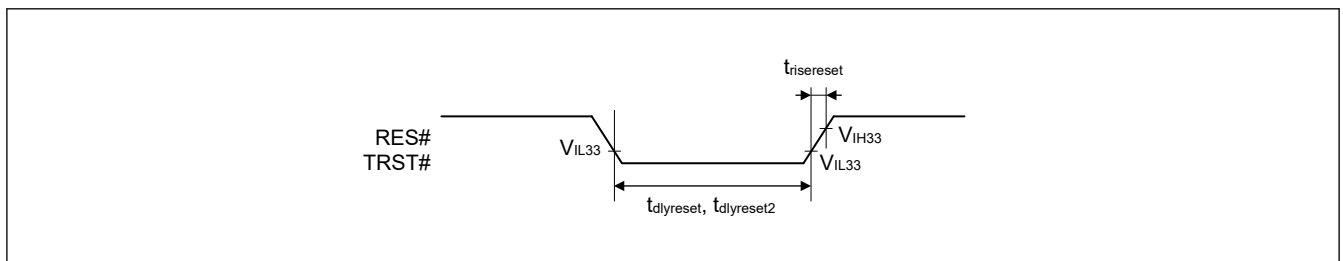 trisereset
RES#
TRST#
VIL33
VIH33
VIL33
tdlyreset, tdlyreset2